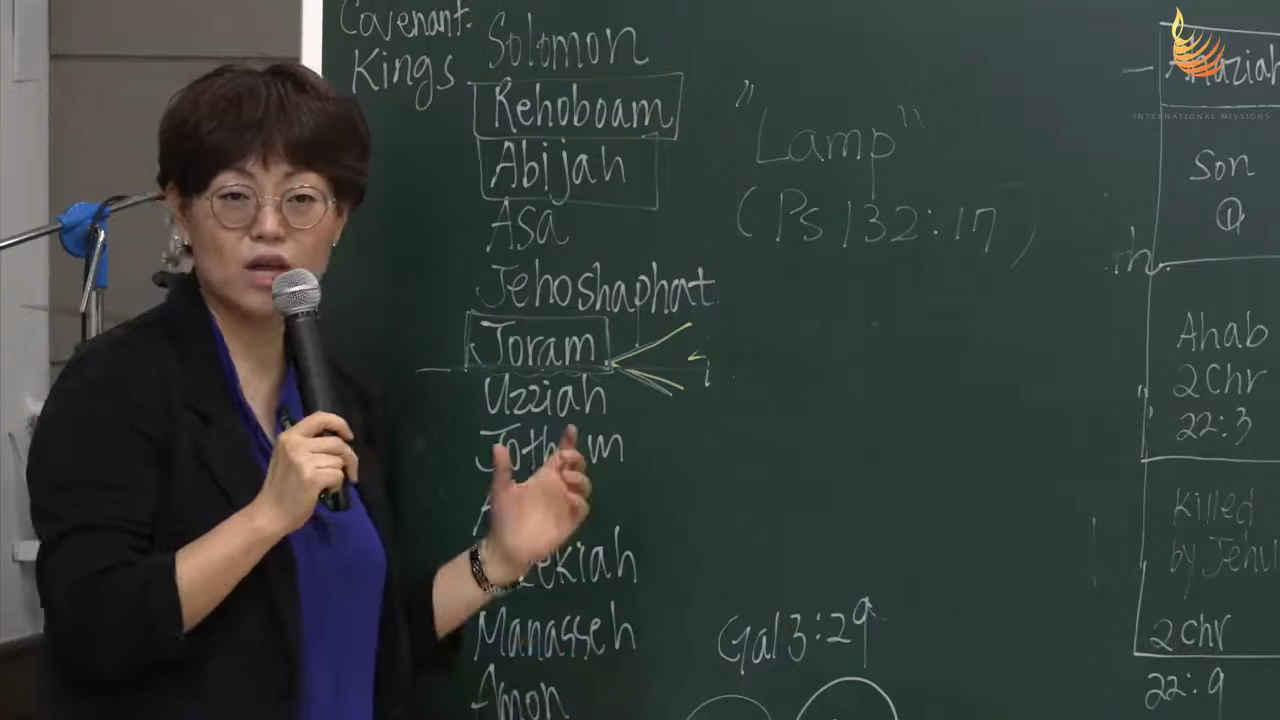 Covenant
Kings
Solomon
Rehoboam
Abijah
Asa
Jehoshaphat
Joram
Uzziah
Manasseh
Amon
"Lamp"
(Ps 132:17,
Gal 3:29
Son
①
Ahab
2Chr
22:3
Killed
by Jehu
2Chr
22:9
INTERNATIONAL MISSIONS